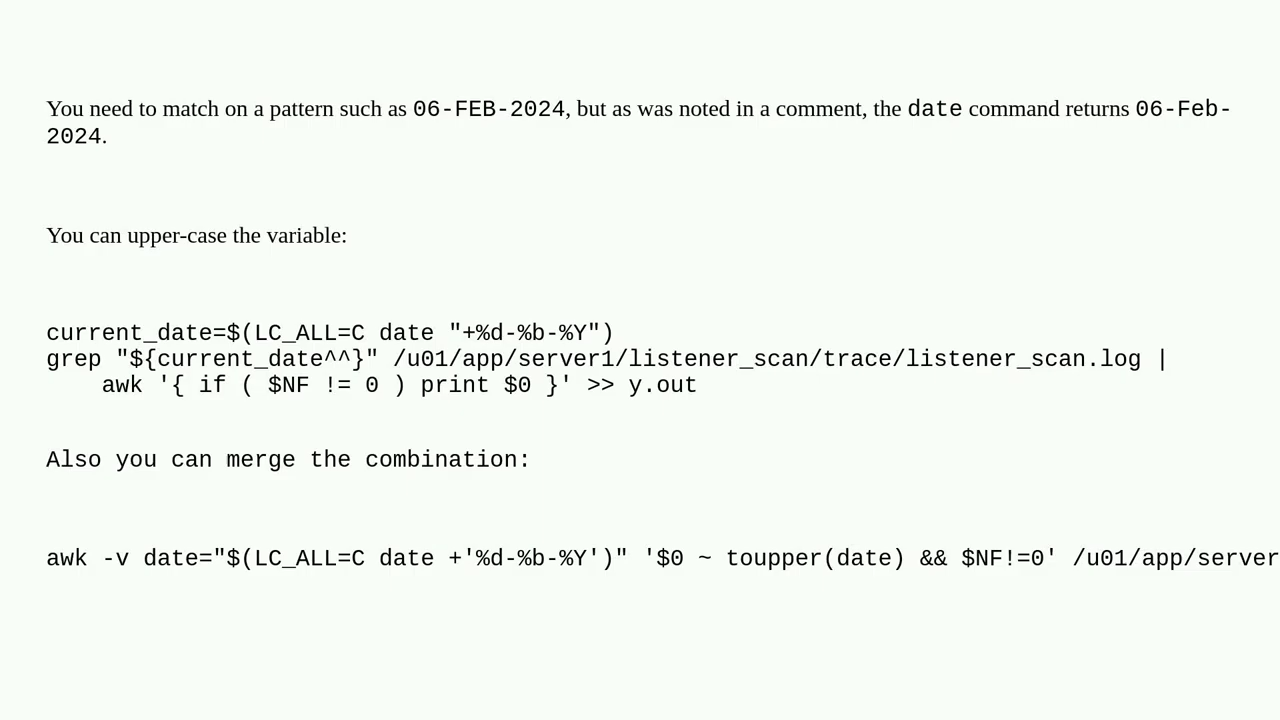 You need to match on a pattern such as 06-FEB-2024, but as was noted in a comment, the date command returns 06-Feb-
2024.
You can upper-case the variable:
current_date=$(LC_ALL=C date "+%d-%b-%Y")
grep "${current_date^^}" /u01/app/server1/listener_scan/trace/listener_scan.log |
    awk '{ if ( $NF != 0 ) print $0 }' >> y.out
Also you can merge the combination:
awk -v date="$(LC_ALL=C date +'%d-%b-%Y')" '$0 ~ toupper(date) && $NF!=0' /u01/app/server